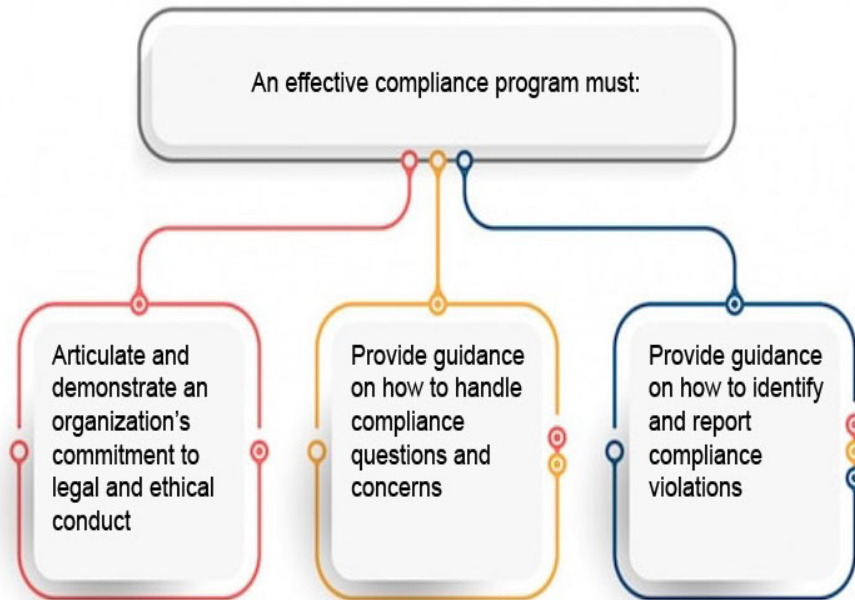 An effective compliance program must:
Articulate and
demonstrate an
organization's
commitment to
legal and ethical
conduct
Provide guidance
on how to handle
compliance
questions and
concerns
Provide guidance
on how to identify
and report
compliance
violations